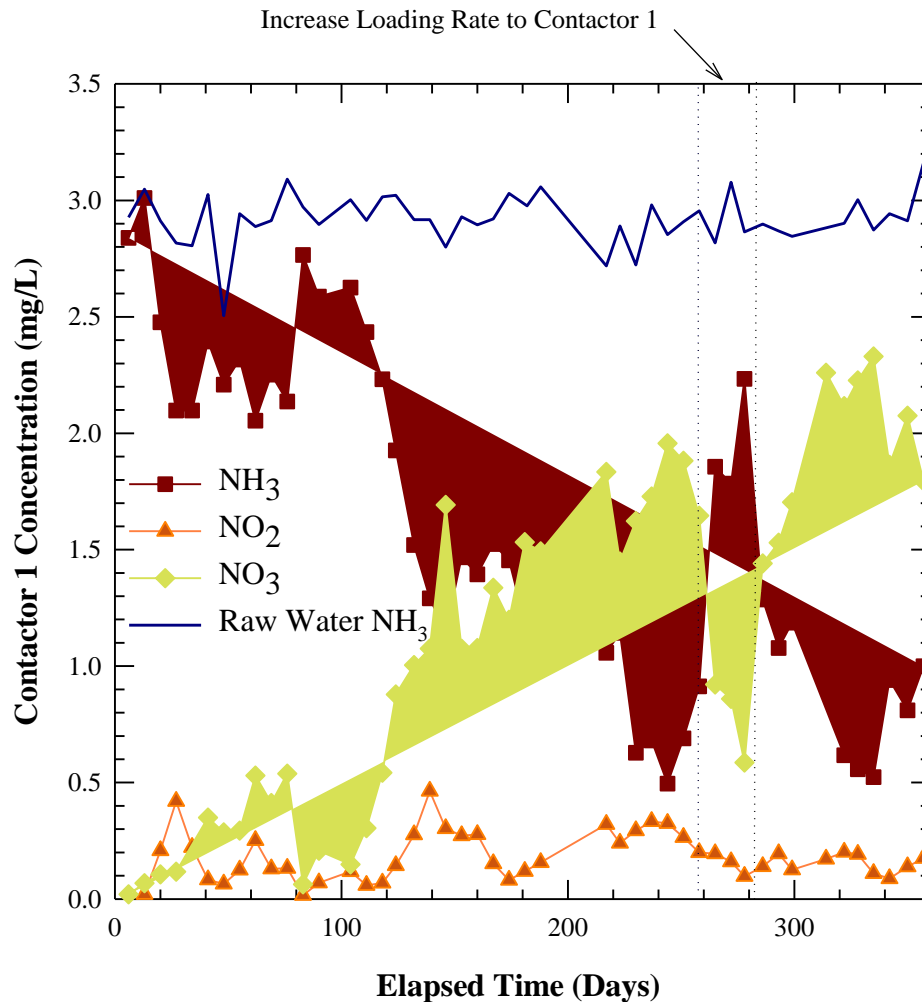 Increase Loading Rate to Contactor 1
3.5
3.0
2.5
2.0
1.5
1.0
0.5
0.0
Contactor 1 Concentration (mg/L)
NH3
NO2
NO3
Raw Water NH3
0
100
200
300
Elapsed Time (Days)